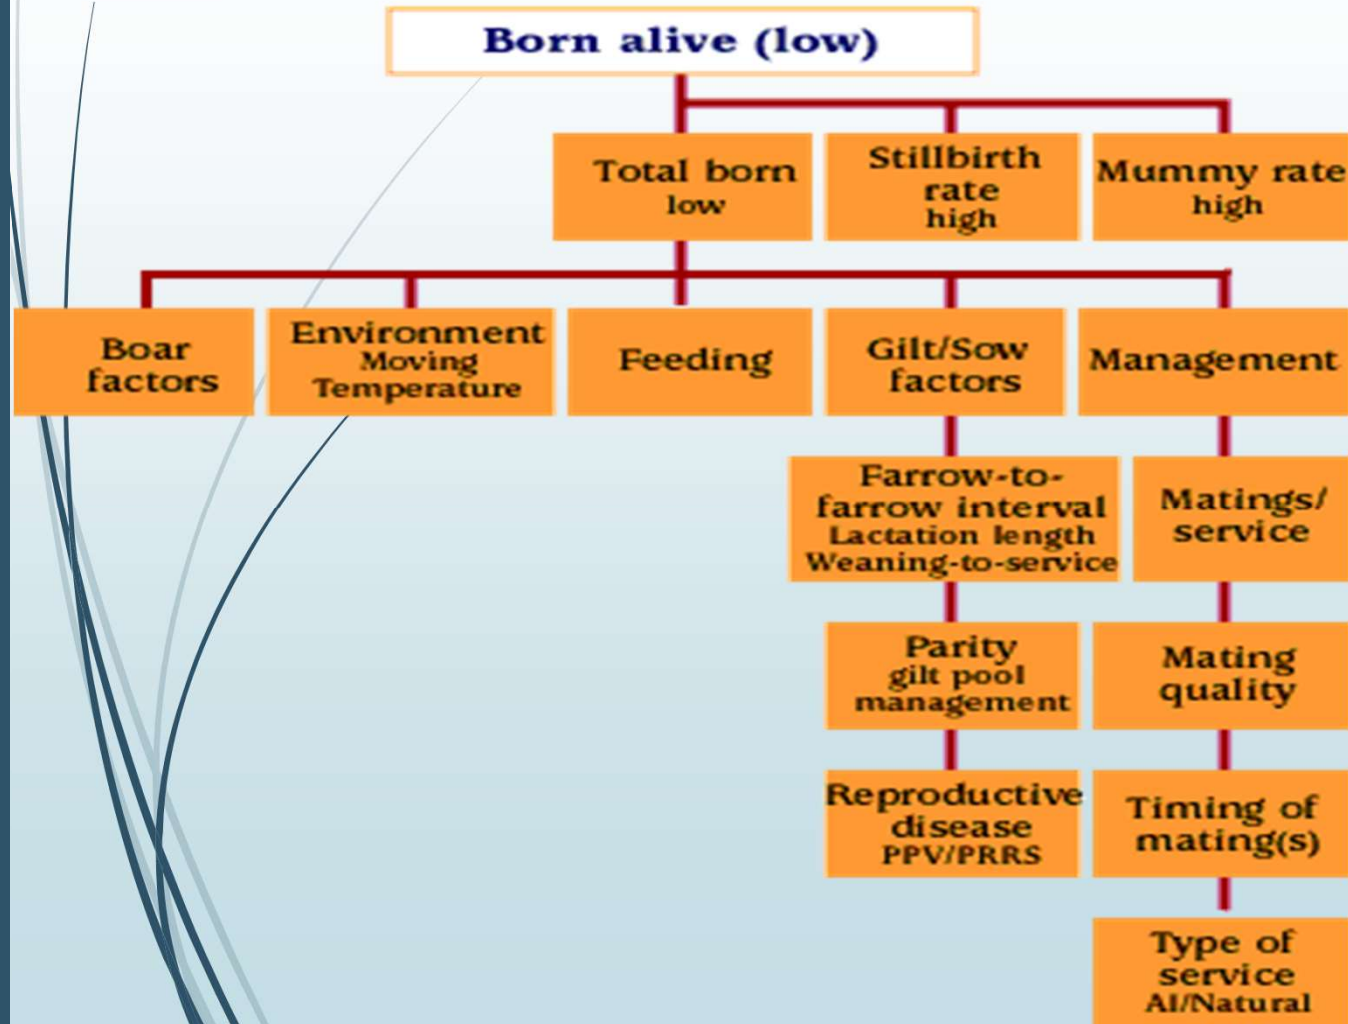 Born alive (low)
Total born
low
Stillbirth
rate
high
Mummy rate
high
Boar
factors
Environment
Moving
Temperature
Feeding
Gilt/Sow
factors
Management
Farrow-to-
farrow interval
Lactation length
Weaning-to-service
Matings/
service
Parity
gilt pool
management
Mating
quality
Reproductive
disease
PPV/PRRS
Timing of
mating(s)
Type of
service
AI/Natural